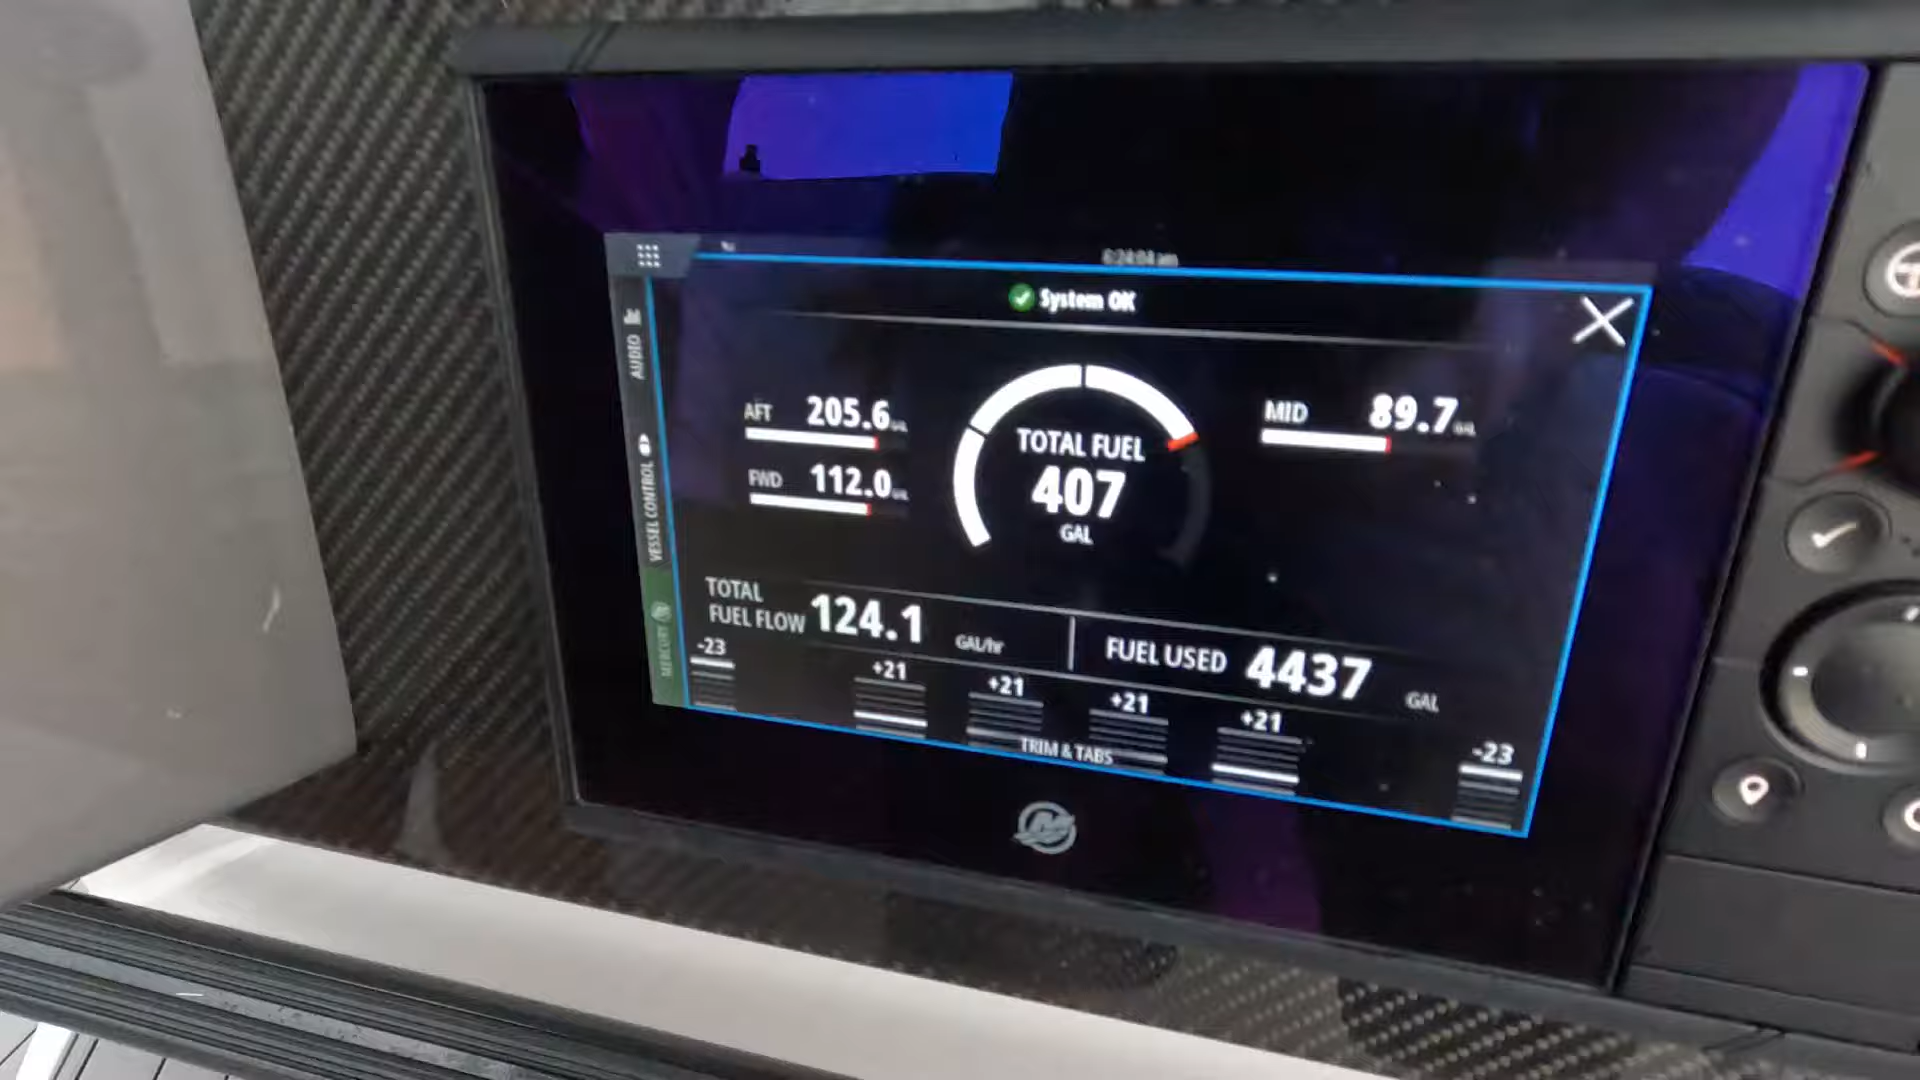 6:24:04 am
System OK
AUDIO
VESSEL CONTROL
MERCURY
AFT 205.6 GAL
FWD 112.0 GAL
TOTAL FUEL
407
GAL
MID 89.7 GAL
TOTAL
FUEL FLOW 124.1 GAL/hr
FUEL USED 4437 GAL
-23 +21 +21 +21 +21 -23
TRIM & TABS